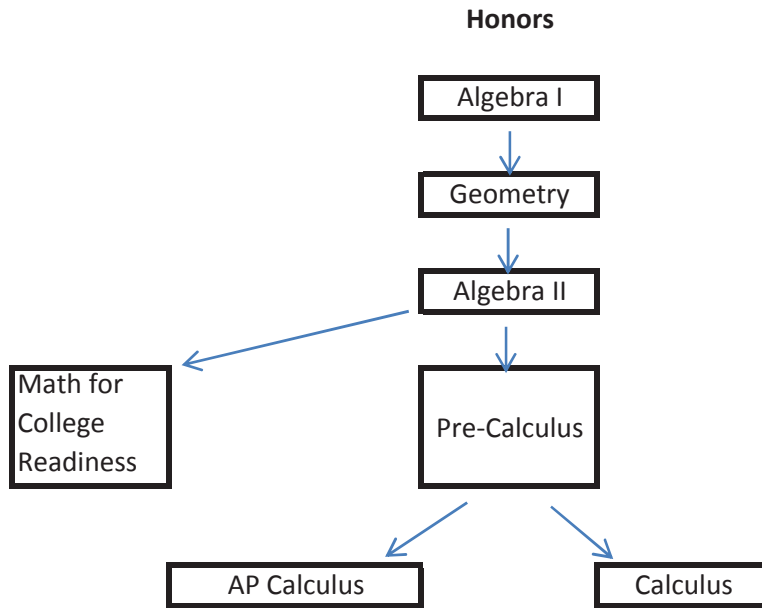 Honors
Algebra I
Geometry
Algebra II
Math for
College
Readiness
Pre-Calculus
AP Calculus
Calculus